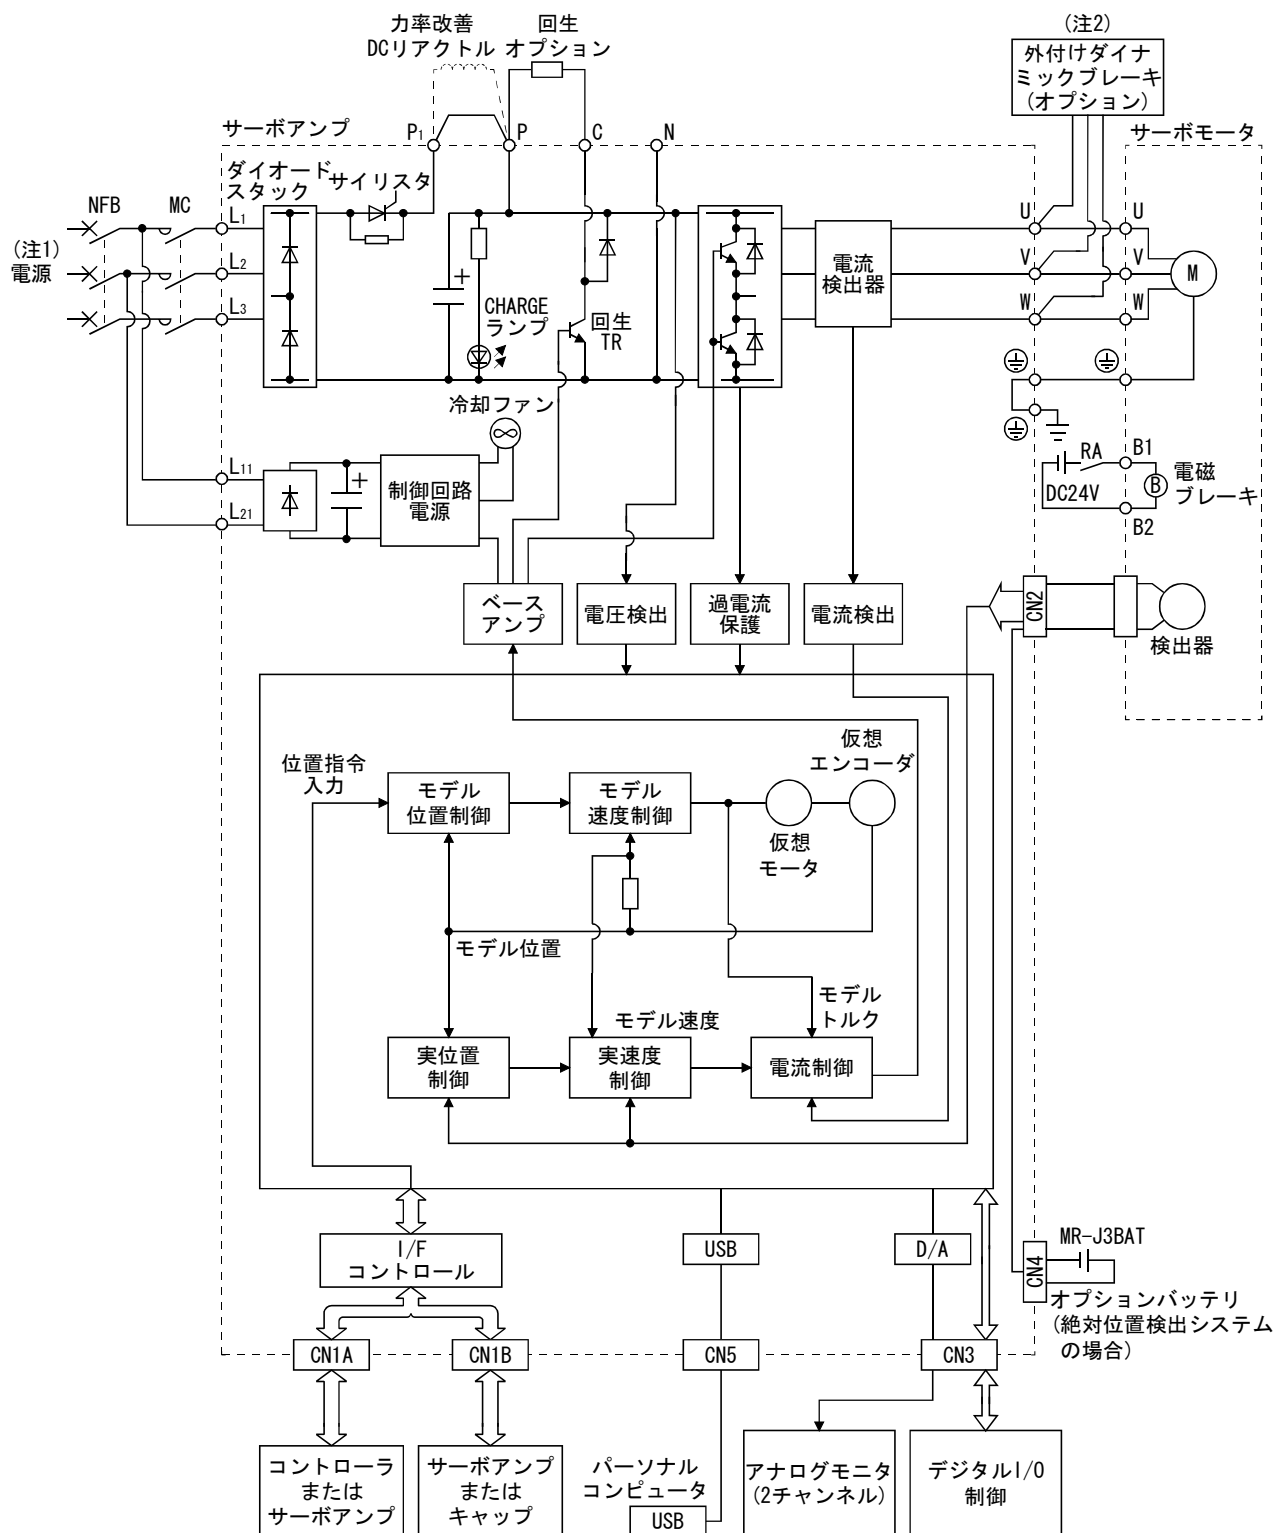 力率改善
DCリアクトル
回生
オプション
(注2)
外付けダイナ
ミックブレーキ
(オプション)
サーボアンプ
P1
P
C
N
サーボモータ
ダイオード
スタック
サイリスタ
NFB
MC
L1
U
U
(注1)
電源
L2
電流
検出器
V
V
M
L3
CHARGE
ランプ
回生
TR
W
W
冷却ファン
L11
制御回路
電源
RA
B1
DC24V
B
電磁
ブレーキ
L21
B2
ベース
アンプ
電圧検出
過電流
保護
電流検出
CN2
検出器
位置指令
入力
モデル
位置制御
モデル
速度制御
仮想
エンコーダ
仮想
モータ
モデル位置
モデル速度
モデル
トルク
実位置
制御
実速度
制御
電流制御
I/F
コントロール
USB
D/A
CN4
MR-J3BAT
オプションバッテリ
(絶対位置検出システム
の場合)
CN1A
CN1B
CN5
CN3
コントローラ
または
サーボアンプ
サーボアンプ
または
キャップ
パーソナル
コンピュータ
USB
アナログモニタ
(2チャンネル)
デジタルI/O
制御